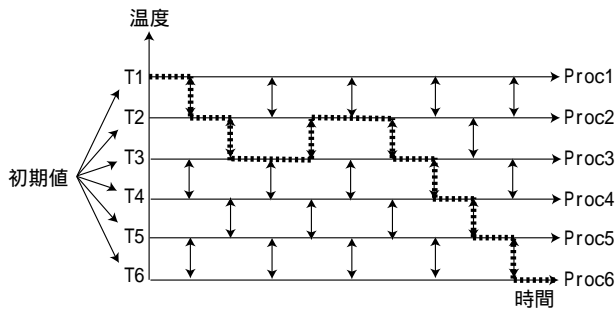 温度
T1
Proc1
T2
Proc2
T3
Proc3
初期値
T4
Proc4
T5
Proc5
T6
Proc6
時間